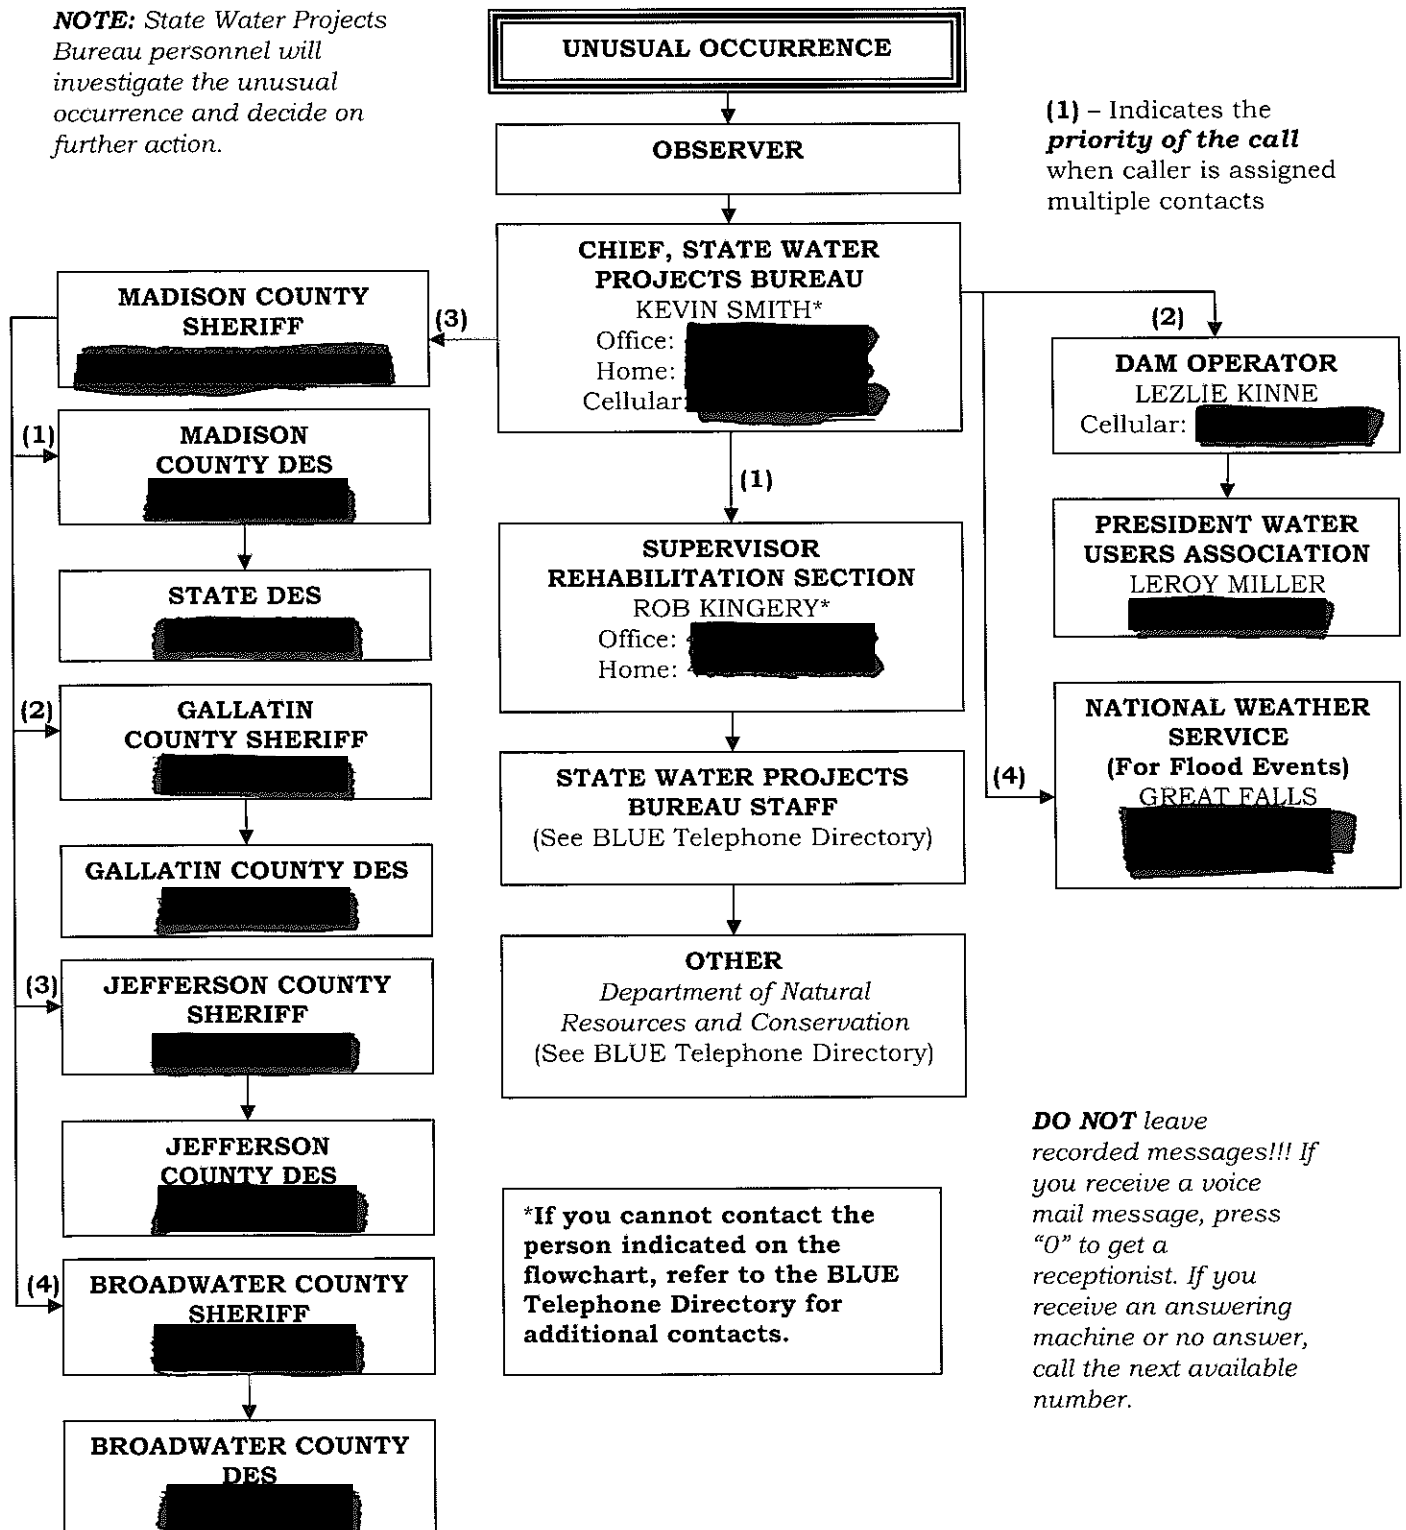 NOTE: State Water Projects
Bureau personnel will
investigate the unusual
occurrence and decide on
further action.
UNUSUAL OCCURRENCE
OBSERVER
(1) – Indicates the
priority of the call
when caller is assigned
multiple contacts
CHIEF, STATE WATER
PROJECTS BUREAU
KEVIN SMITH*
Office:
Home:
Cellular:
(3)
MADISON COUNTY
SHERIFF
(1)
MADISON
COUNTY DES
STATE DES
(2)
GALLATIN
COUNTY SHERIFF
GALLATIN COUNTY DES
(3)
JEFFERSON COUNTY
SHERIFF
JEFFERSON
COUNTY DES
(4)
BROADWATER COUNTY
SHERIFF
BROADWATER COUNTY
DES
(1)
SUPERVISOR
REHABILITATION SECTION
ROB KINGERY*
Office:
Home:
STATE WATER PROJECTS
BUREAU STAFF
(See BLUE Telephone Directory)
OTHER
Department of Natural
Resources and Conservation
(See BLUE Telephone Directory)
*If you cannot contact the
person indicated on the
flowchart, refer to the BLUE
Telephone Directory for
additional contacts.
(2)
DAM OPERATOR
LEZLIE KINNE
Cellular:
PRESIDENT WATER
USERS ASSOCIATION
LEROY MILLER
(4)
NATIONAL WEATHER
SERVICE
(For Flood Events)
GREAT FALLS
DO NOT leave
recorded messages!!! If
you receive a voice
mail message, press
“0” to get a
receptionist. If you
receive an answering
machine or no answer,
call the next available
number.